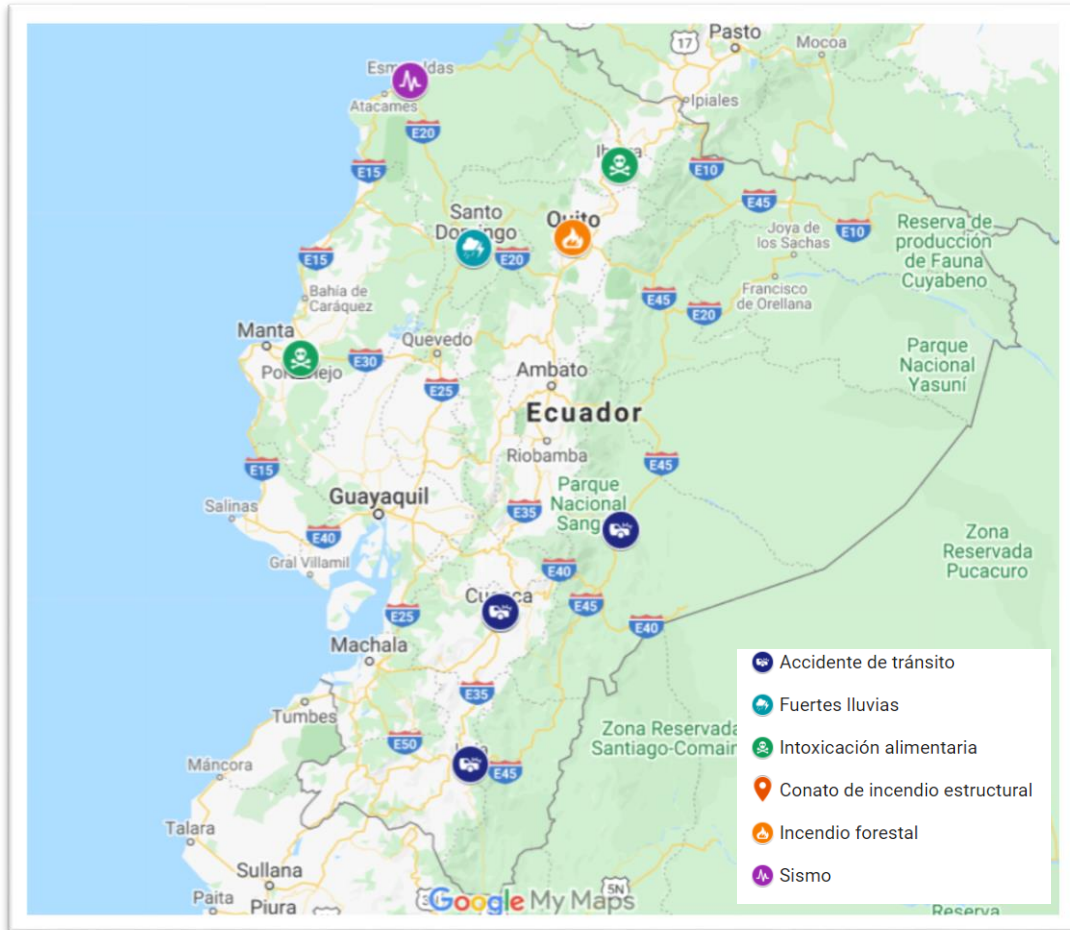 Pasto
17
Mocoa
Esm
aldas
Atacames
Ipiales
E20
E15
E10
E45
Santo
Domingo
Quito
Joya de
los Sachas
E10
Reserva de
producción
de Fauna
Cuyabeno
E15
E20
Bahía de
Caráquez
E45
E20
Francisco
de Orellana
Manta
Quevedo
E30
E25
Ambato
Parque
Nacional
Yasuní
Ecuador
Riobamba
E15
E45
Salinas
Guayaquil
E35
Parque
Nacional
Sang
E40
Gral Villamil
E40
Zona
Reservada
Pucacuro
E25
E45
E40
Machala
E35
Tumbes
E50
E45
Zona Reservada
Santiago-Comain
Máncora
Talara
Sullana
Paita
Piura
5N
Google My Maps
Reserva
Accidente de tránsito
Fuertes lluvias
Intoxicación alimentaria
Conato de incendio estructural
Incendio forestal
Sismo